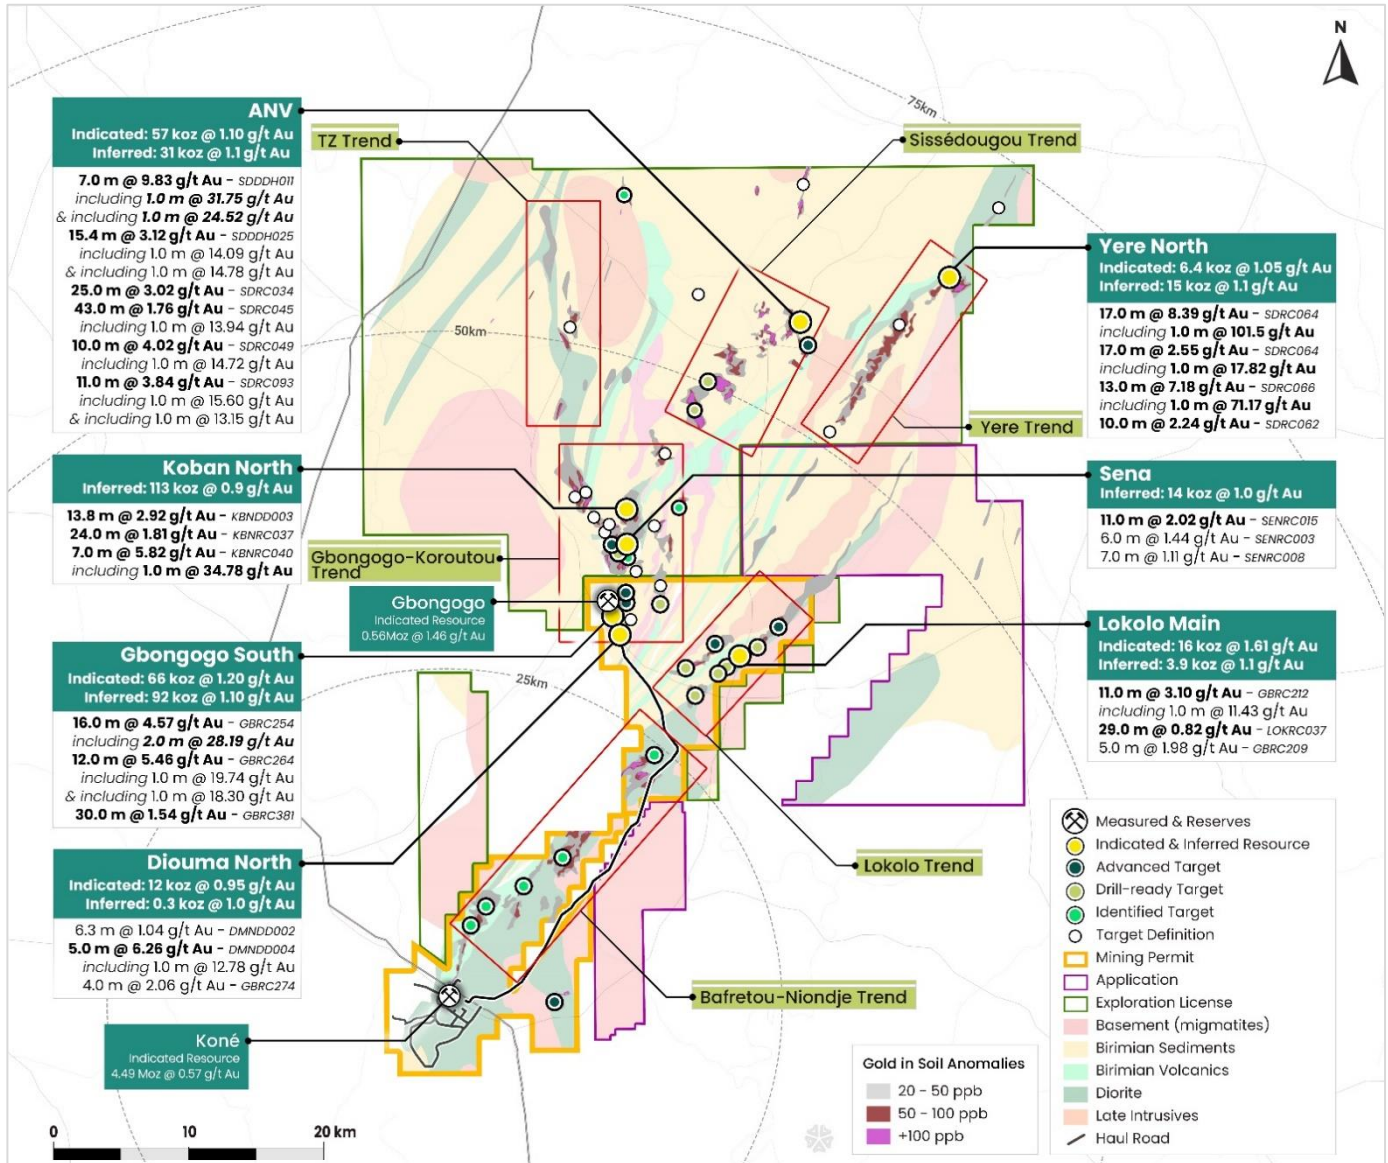 N
75km
50km
25km
ANV
Indicated: 57 koz @ 1.10 g/t Au
Inferred: 31 koz @ 1.1 g/t Au
7.0 m @ 9.83 g/t Au - SDDDH011
including 1.0 m @ 31.75 g/t Au
& including 1.0 m @ 24.52 g/t Au
15.4 m @ 3.12 g/t Au - SDDDH025
including 1.0 m @ 14.09 g/t Au
& including 1.0 m @ 14.78 g/t Au
25.0 m @ 3.02 g/t Au - SDRC034
43.0 m @ 1.76 g/t Au - SDRC045
including 1.0 m @ 13.94 g/t Au
10.0 m @ 4.02 g/t Au - SDRC049
including 1.0 m @ 14.72 g/t Au
11.0 m @ 3.84 g/t Au - SDRC093
including 1.0 m @ 15.60 g/t Au
& including 1.0 m @ 13.15 g/t Au
TZ Trend
Sissédougou Trend
Yere North
Indicated: 6.4 koz @ 1.05 g/t Au
Inferred: 15 koz @ 1.1 g/t Au
17.0 m @ 8.39 g/t Au - SDRC064
including 1.0 m @ 101.5 g/t Au
17.0 m @ 2.55 g/t Au - SDRC064
including 1.0 m @ 17.82 g/t Au
13.0 m @ 7.18 g/t Au - SDRC066
including 1.0 m @ 71.17 g/t Au
10.0 m @ 2.24 g/t Au - SDRC062
Yere Trend
Koban North
Inferred: 113 koz @ 0.9 g/t Au
13.8 m @ 2.92 g/t Au - KBNDD003
24.0 m @ 1.81 g/t Au - KBNRC037
7.0 m @ 5.82 g/t Au - KBNRC040
including 1.0 m @ 34.78 g/t Au
Sena
Inferred: 14 koz @ 1.0 g/t Au
11.0 m @ 2.02 g/t Au - SENRC015
6.0 m @ 1.44 g/t Au - SENRC003
7.0 m @ 1.11 g/t Au - SENRC008
Gbongogo-Koroutou
Trend
Gbongogo
Indicated Resource
0.56Moz @ 1.46 g/t Au
Lokolo Main
Indicated: 16 koz @ 1.61 g/t Au
Inferred: 3.9 koz @ 1.1 g/t Au
11.0 m @ 3.10 g/t Au - GBRC212
including 1.0 m @ 11.43 g/t Au
29.0 m @ 0.82 g/t Au - LOKRC037
5.0 m @ 1.98 g/t Au - GBRC209
Gbongogo South
Indicated: 66 koz @ 1.20 g/t Au
Inferred: 92 koz @ 1.10 g/t Au
16.0 m @ 4.57 g/t Au - GBRC254
including 2.0 m @ 28.19 g/t Au
12.0 m @ 5.46 g/t Au - GBRC264
including 1.0 m @ 19.74 g/t Au
& including 1.0 m @ 18.30 g/t Au
30.0 m @ 1.54 g/t Au - GBRC381
Diouma North
Indicated: 12 koz @ 0.95 g/t Au
Inferred: 0.3 koz @ 1.0 g/t Au
6.3 m @ 1.04 g/t Au - DMNDD002
5.0 m @ 6.26 g/t Au - DMNDD004
including 1.0 m @ 12.78 g/t Au
4.0 m @ 2.06 g/t Au - GBRC274
Lokolo Trend
Bafretou-Niondje Trend
Koné
Indicated Resource
4.49 Moz @ 0.57 g/t Au
Measured & Reserves
Indicated & Inferred Resource
Advanced Target
Drill-ready Target
Identified Target
Target Definition
Mining Permit
Application
Exploration License
Basement (migmatites)
Birimian Sediments
Birimian Volcanics
Diorite
Late Intrusives
Haul Road
Gold in Soil Anomalies
20 - 50 ppb
50 - 100 ppb
+100 ppb
0 10 20 km